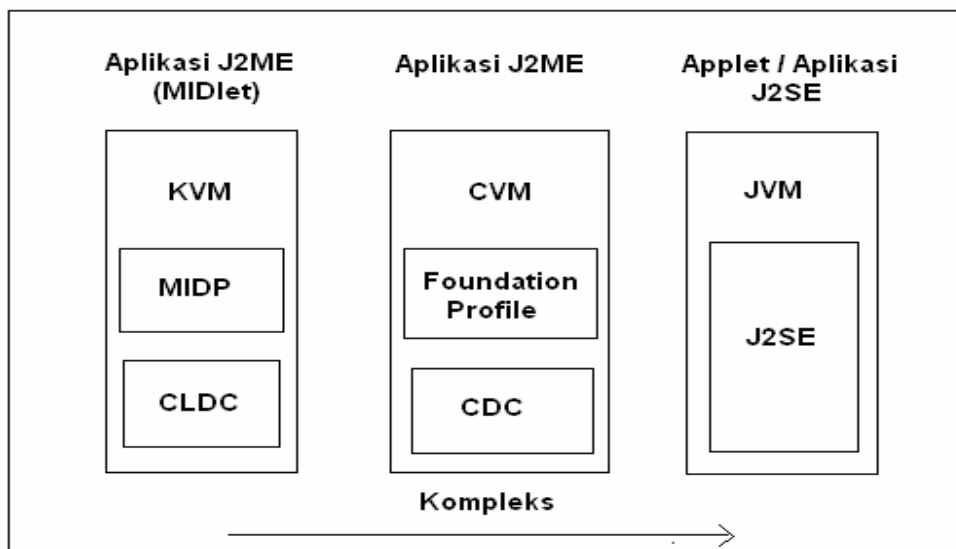 Aplikasi J2ME
(MIDlet)
Aplikasi J2ME
Applet / Aplikasi
J2SE
KVM
MIDP
CLDC
CVM
Foundation
Profile
CDC
JVM
J2SE
Kompleks